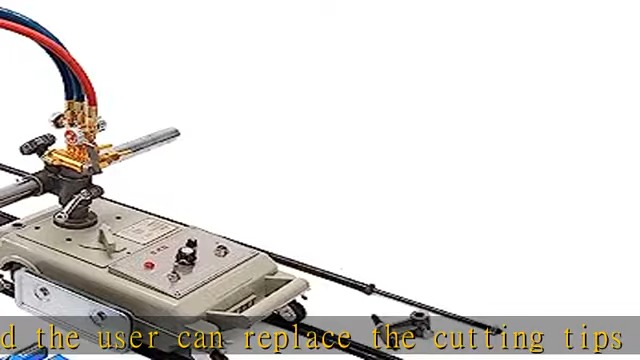 d the user can replace the cutting tips